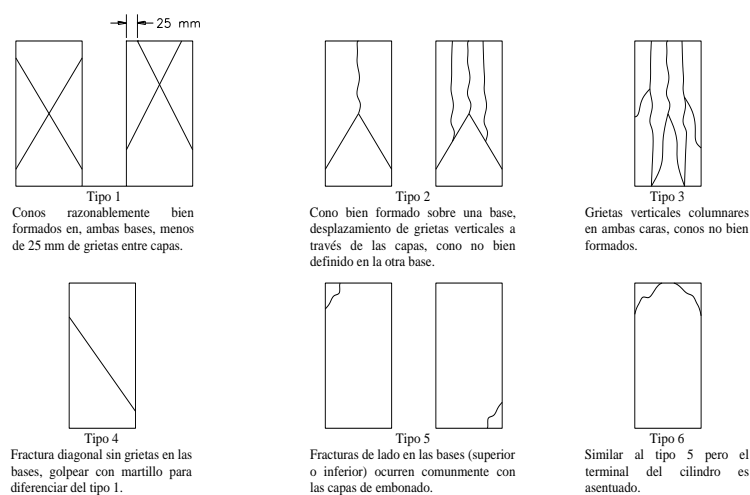 25 mm
Tipo 1
Conos razonablemente bien
formados en, ambas bases, menos
de 25 mm de grietas entre capas.
Tipo 2
Cono bien formado sobre una base,
desplazamiento de grietas verticales a
través de las capas, cono no bien
definido en la otra base.
Tipo 3
Grietas verticales columnares
en ambas caras, conos no bien
formados.
Tipo 4
Fractura diagonal sin grietas en las
bases, golpear con martillo para
diferenciar del tipo 1.
Tipo 5
Fracturas de lado en las bases (superior
o inferior) ocurren comunmente con
las capas de embonado.
Tipo 6
Similar al tipo 5 pero el
terminal del cilindro es
asentuado.